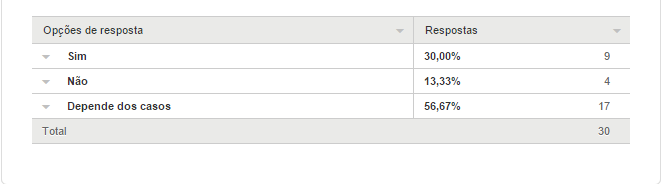 Opções de resposta Respostas
Sim 30,00% 9
Não 13,33% 4
Depende dos casos 56,67% 17
Total 30